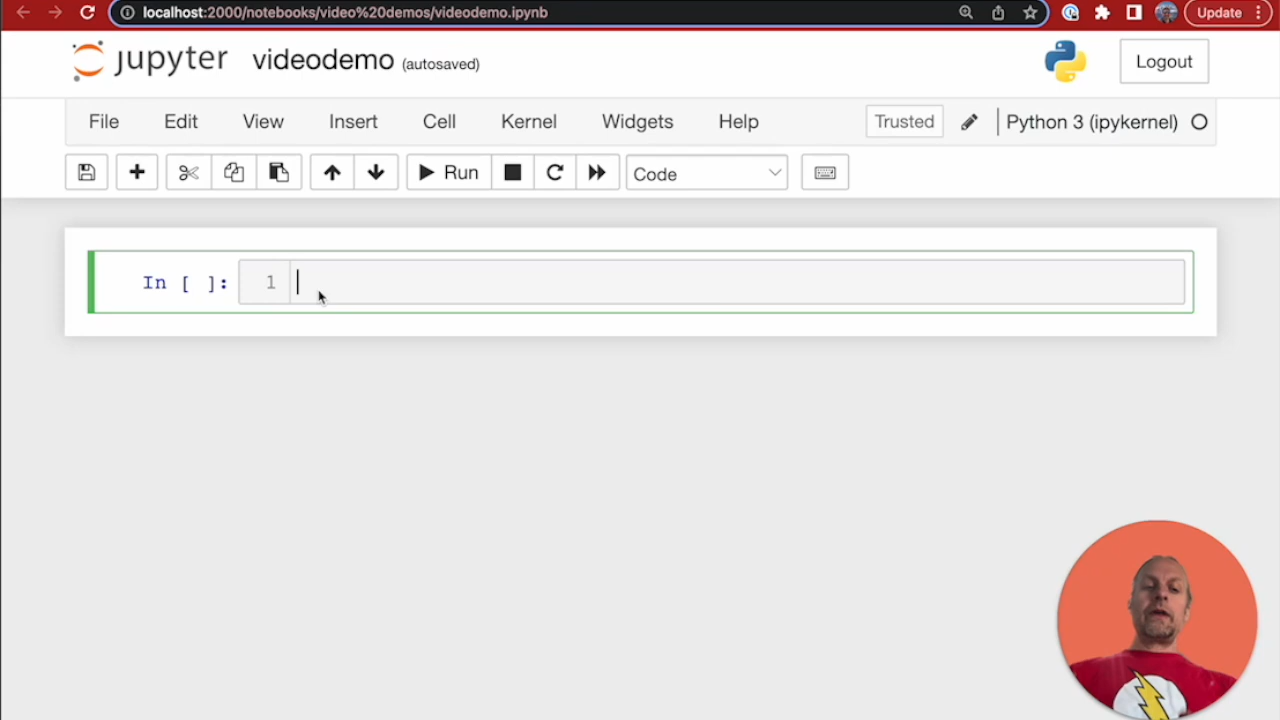 localhost:2000/notebooks/video%20demos/videodemo.ipynb
Update
jupyter videodemo (autosaved)
Logout
File Edit View Insert Cell Kernel Widgets Help
Trusted
Python 3 (ipykernel)
Run
Code
In [ ]: 1